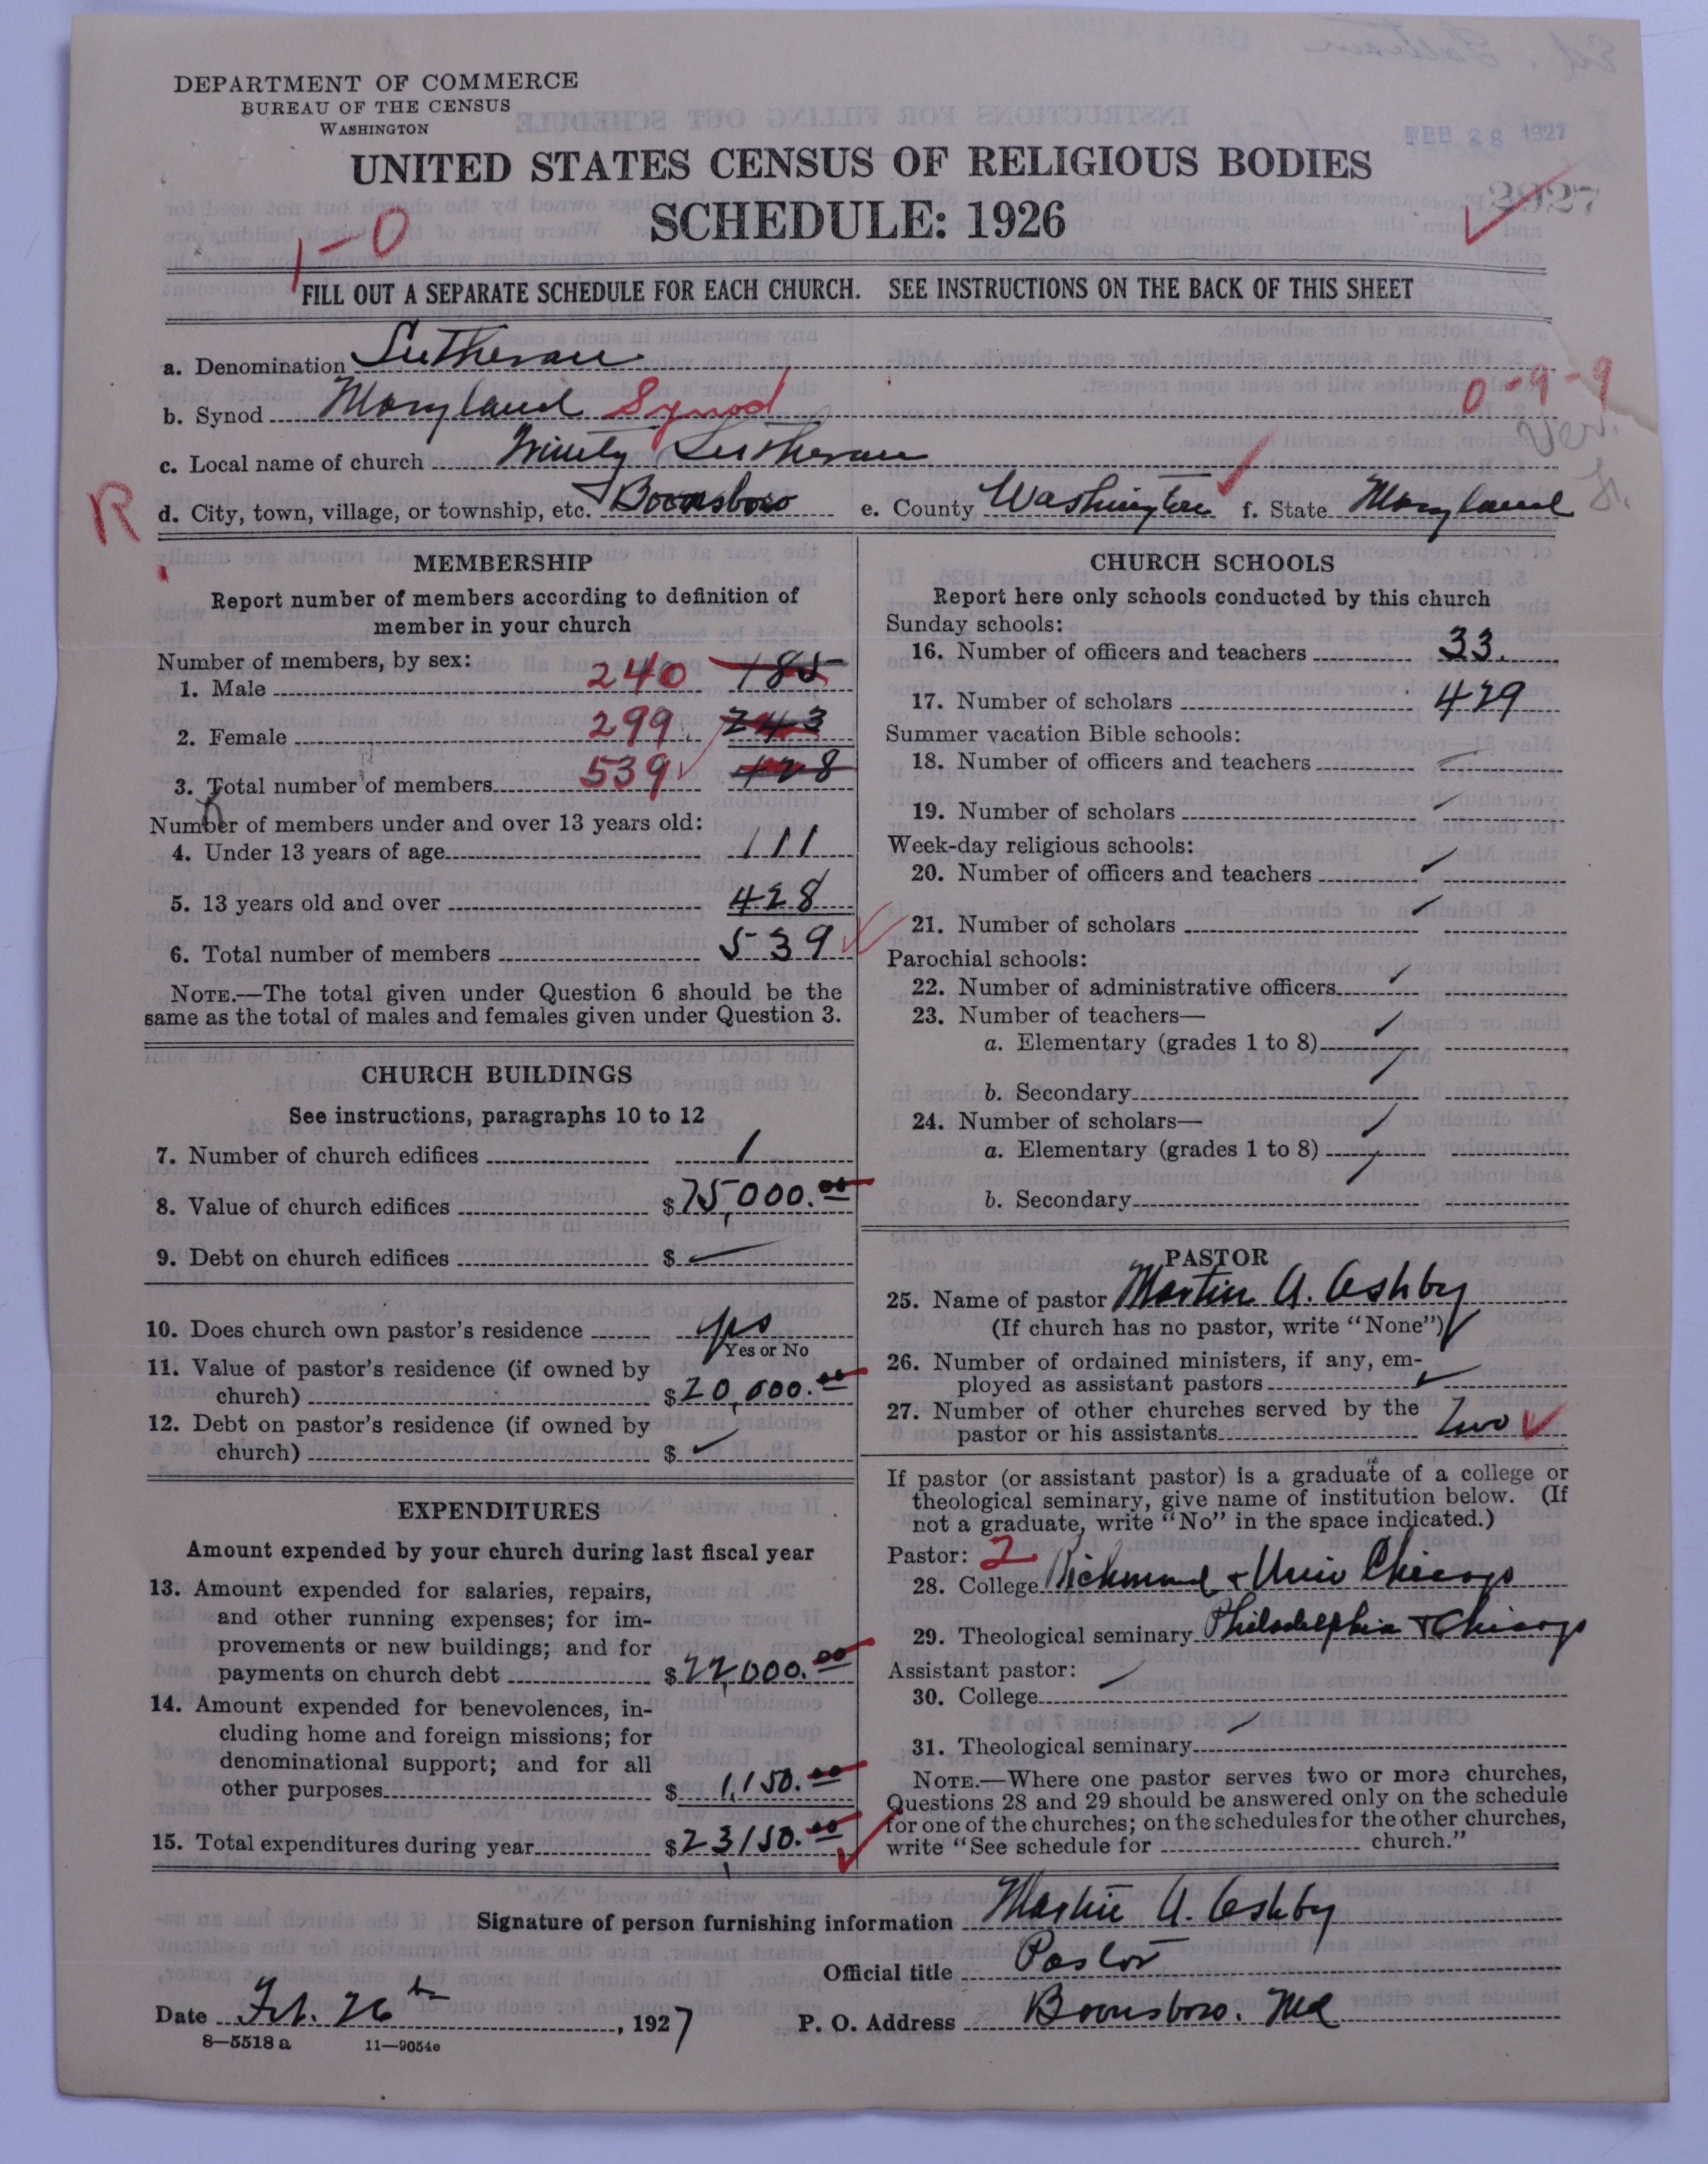 DEPARTMENT OF COMMERCE
BUREAU OF THE CENSUS
WASHINGTON
FEB 28 1927
UNITED STATES CENSUS OF RELIGIOUS BODIES
SCHEDULE: 1926
1-0
FILL OUT A SEPARATE SCHEDULE FOR EACH CHURCH. SEE INSTRUCTIONS ON THE BACK OF THIS SHEET
a. Denomination Lutheran
b. Synod Maryland Synod 0-9-9
c. Local name of church Trinity Lutheran
R d. City, town, village, or township, etc. Boonsboro e. County Washington f. State Maryland
MEMBERSHIP
Report number of members according to definition of
member in your church
Number of members, by sex:
1. Male 240 185
2. Female 299 243
3. Total number of members 539 428
Number of members under and over 13 years old:
4. Under 13 years of age 111
5. 13 years old and over 428
6. Total number of members 539
NOTE.—The total given under Question 6 should be the
same as the total of males and females given under Question 3.
CHURCH BUILDINGS
See instructions, paragraphs 10 to 12
7. Number of church edifices 1
8. Value of church edifices $75,000.00
9. Debt on church edifices $
10. Does church own pastor's residence yes
Yes or No
11. Value of pastor's residence (if owned by
church) $20,000.00
12. Debt on pastor's residence (if owned by
church) $
EXPENDITURES
Amount expended by your church during last fiscal year
13. Amount expended for salaries, repairs,
and other running expenses; for im-
provements or new buildings; and for
payments on church debt $22,000.00
14. Amount expended for benevolences, in-
cluding home and foreign missions; for
denominational support; and for all
other purposes $1,150.00
15. Total expenditures during year $23,150.00
CHURCH SCHOOLS
Report here only schools conducted by this church
Sunday schools:
16. Number of officers and teachers 33.
17. Number of scholars 429
Summer vacation Bible schools:
18. Number of officers and teachers
19. Number of scholars
Week-day religious schools:
20. Number of officers and teachers
21. Number of scholars
Parochial schools:
22. Number of administrative officers
23. Number of teachers—
a. Elementary (grades 1 to 8)
b. Secondary
24. Number of scholars—
a. Elementary (grades 1 to 8)
b. Secondary
PASTOR
25. Name of pastor Martin A. Ashby
(If church has no pastor, write "None")
26. Number of ordained ministers, if any, em-
ployed as assistant pastors
27. Number of other churches served by the
pastor or his assistants Two
If pastor (or assistant pastor) is a graduate of a college or
theological seminary, give name of institution below. (If
not a graduate, write "No" in the space indicated.)
Pastor: 2
28. College Richmond + Univ Chicago
29. Theological seminary Philadelphia + Chicago
Assistant pastor:
30. College
31. Theological seminary
NOTE.—Where one pastor serves two or more churches,
Questions 28 and 29 should be answered only on the schedule
for one of the churches; on the schedules for the other churches,
write "See schedule for church."
Signature of person furnishing information Martin A. Ashby
Official title Pastor
Date Feb. 26th, 1927 P. O. Address Boonsboro. Md
8—5518 a 11—9054e